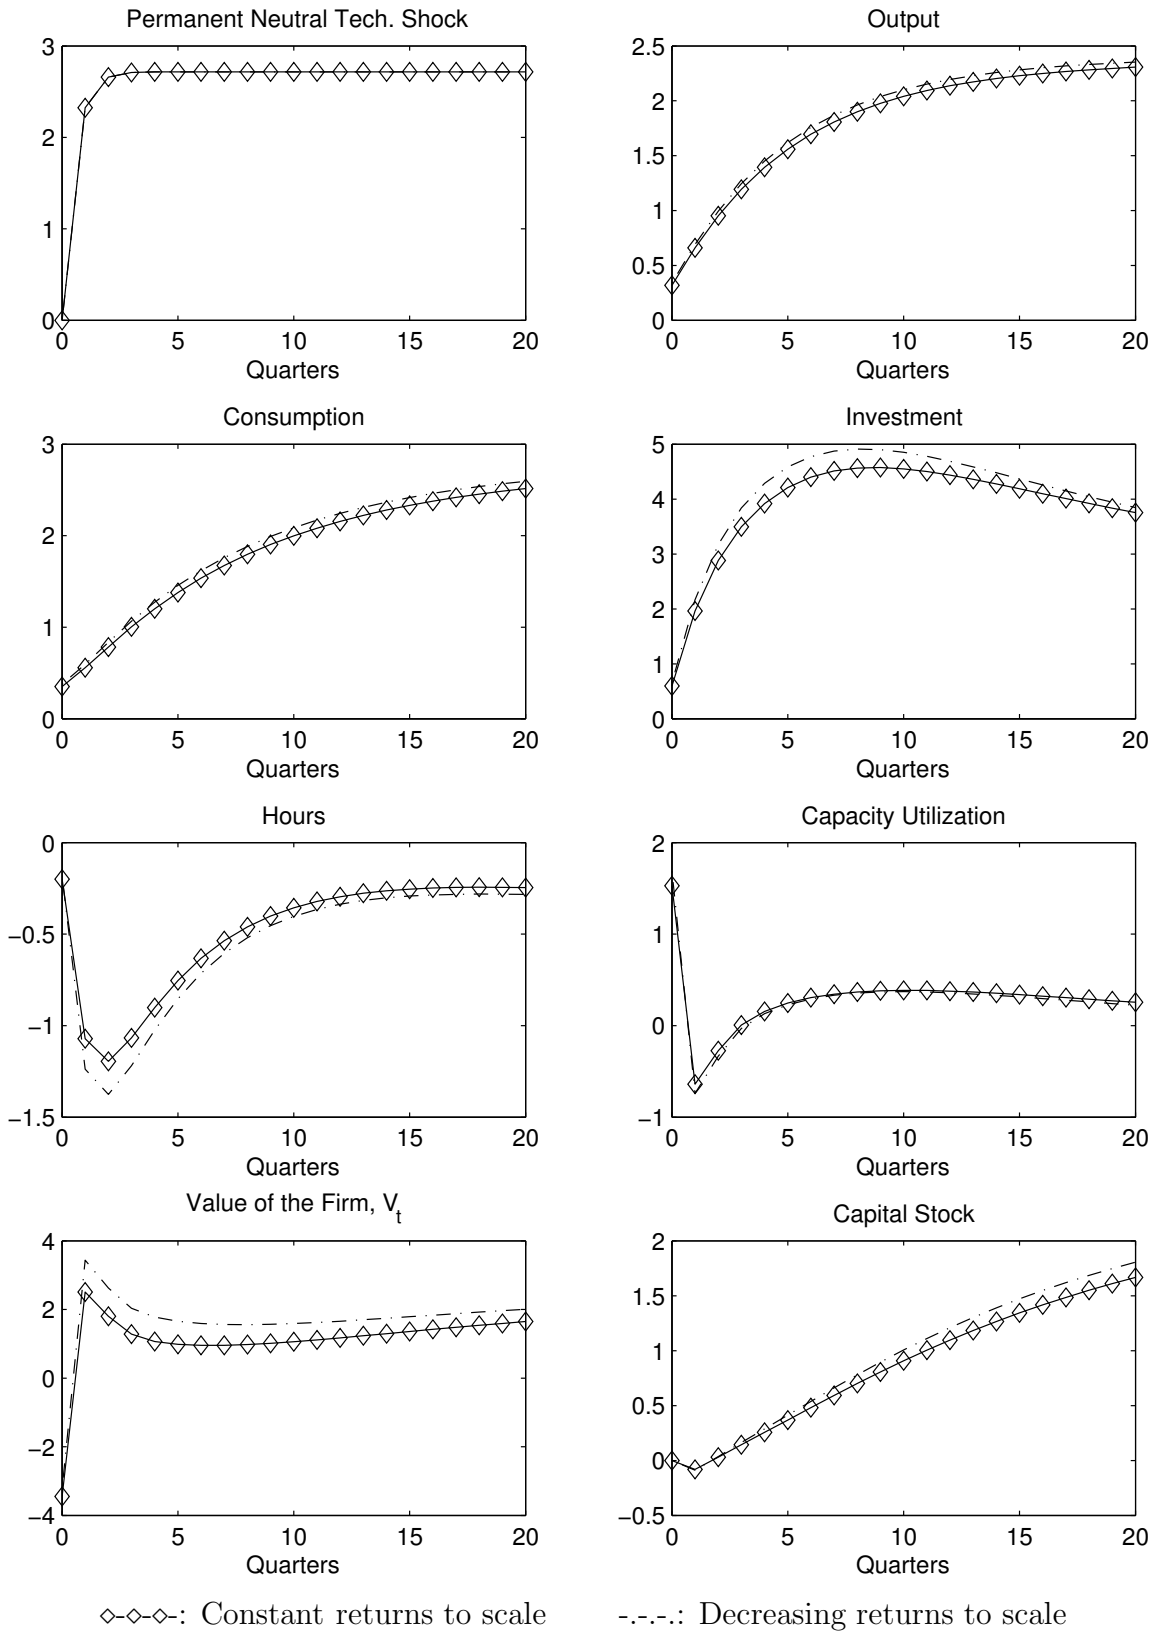 Permanent Neutral Tech. Shock
3
2
1
0
0 5 10 15 20
Quarters
Output
2.5
2
1.5
1
0.5
0
0 5 10 15 20
Quarters
Consumption
3
2
1
0
0 5 10 15 20
Quarters
Investment
5
4
3
2
1
0
0 5 10 15 20
Quarters
Hours
0
−0.5
−1
−1.5
0 5 10 15 20
Quarters
Capacity Utilization
2
1
0
−1
0 5 10 15 20
Quarters
Value of the Firm, Vt
4
2
0
−2
−4
0 5 10 15 20
Quarters
Capital Stock
2
1.5
1
0.5
0
−0.5
0 5 10 15 20
Quarters
◇-◇-◇-: Constant returns to scale -.-.-.: Decreasing returns to scale